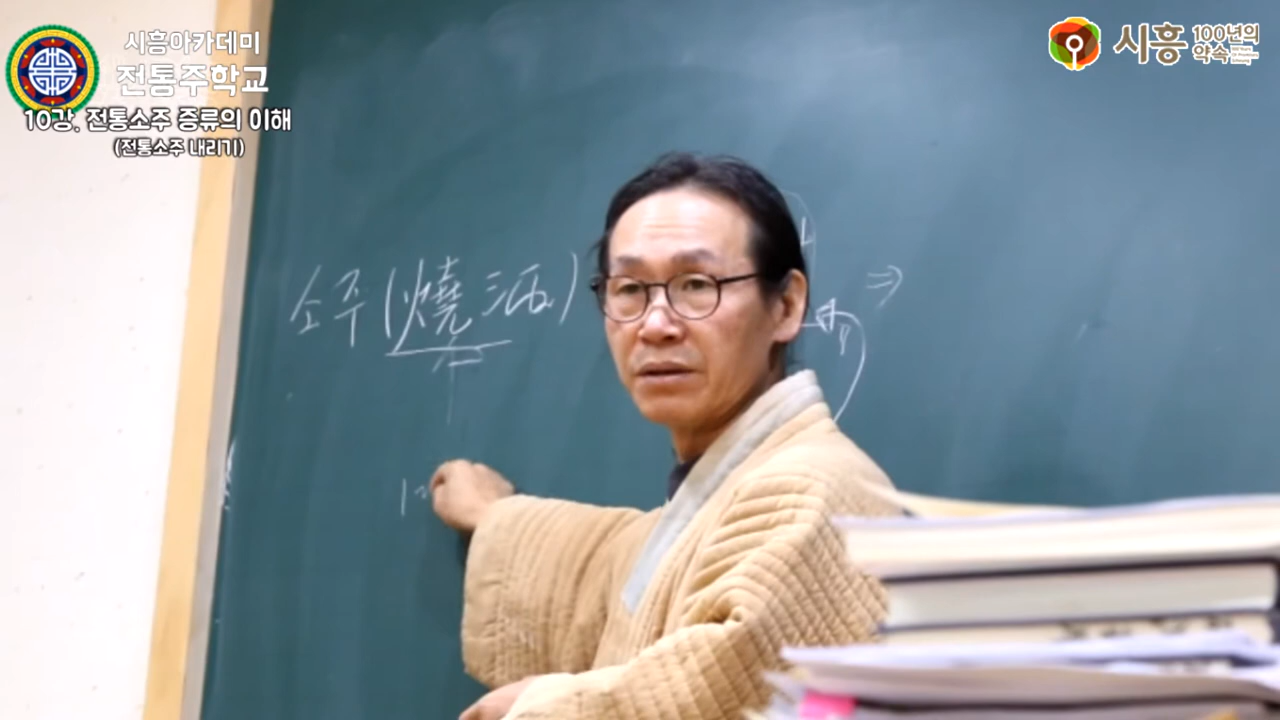 시흥아카데미
전통주학교
10강. 전통소주 증류의 이해
(전통소주 내리기)
시흥 100년의
약속
소주(燒酒)